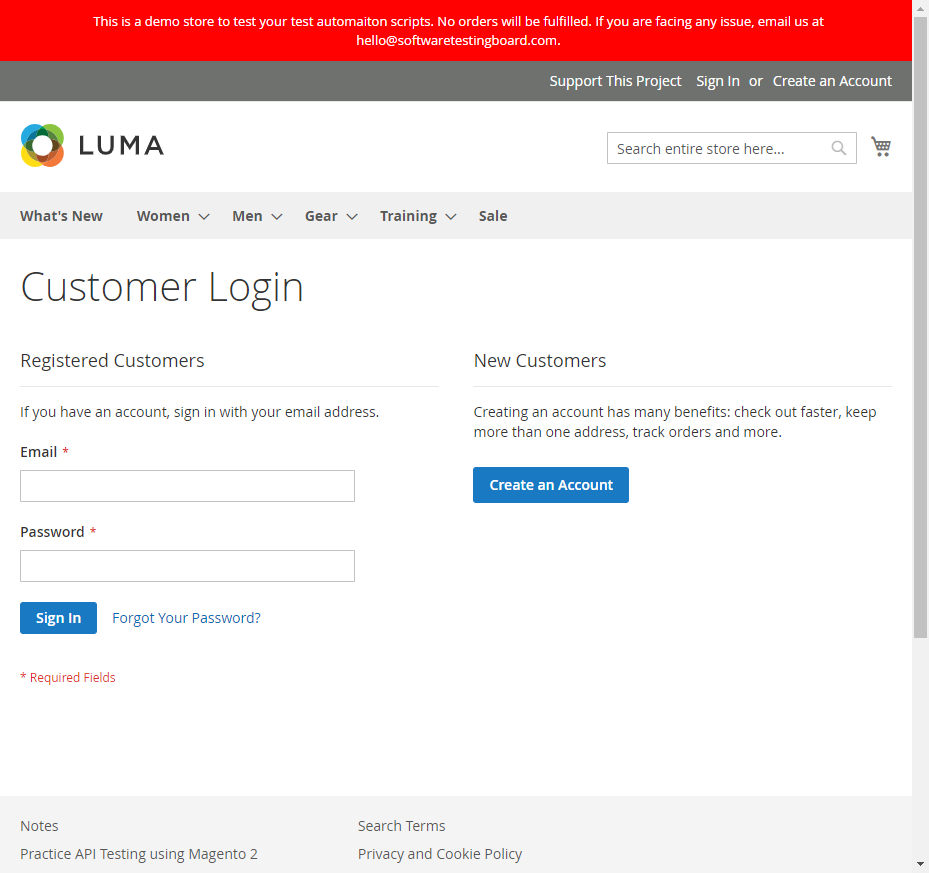 This is a demo store to test your test automaiton scripts. No orders will be fulfilled. If you are facing any issue, email us at
hello@softwaretestingboard.com.
Support This Project Sign In or Create an Account
LUMA
Search entire store here...
What's New Women Men Gear Training Sale
Customer Login
Registered Customers
If you have an account, sign in with your email address.
Email *
Password *
Sign In Forgot Your Password?
* Required Fields
New Customers
Creating an account has many benefits: check out faster, keep
more than one address, track orders and more.
Create an Account
Notes
Practice API Testing using Magento 2
Search Terms
Privacy and Cookie Policy